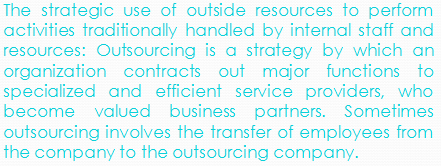 The strategic use of outside resources to perform
activities traditionally handled by internal staff and
resources: Outsourcing is a strategy by which an
organization contracts out major functions to
specialized and efficient service providers, who
become valued business partners. Sometimes
outsourcing involves the transfer of employees from
the company to the outsourcing company.